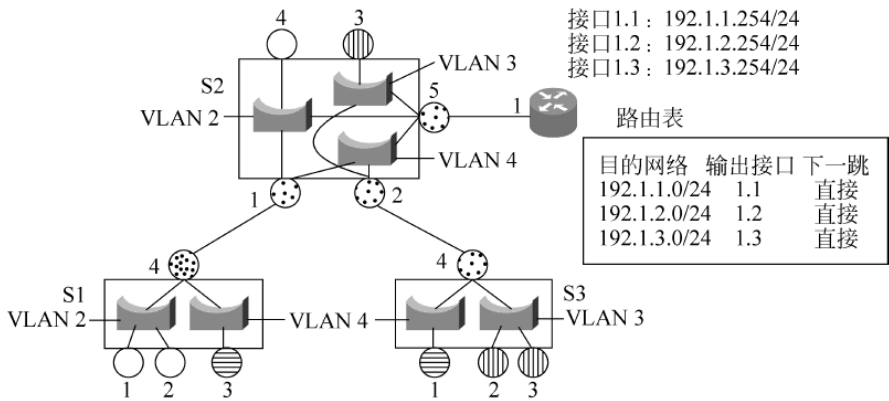 4
3
接口1.1：192.1.1.254/24
接口1.2：192.1.2.254/24
接口1.3：192.1.3.254/24
S2
VLAN 3
5
1
VLAN 2
路由表
VLAN 4
目的网络 输出接口 下一跳
192.1.1.0/24 1.1 直接
192.1.2.0/24 1.2 直接
192.1.3.0/24 1.3 直接
1
2
4
4
S1
S3
VLAN 2
VLAN 4
VLAN 3
1
2
3
1
2
3